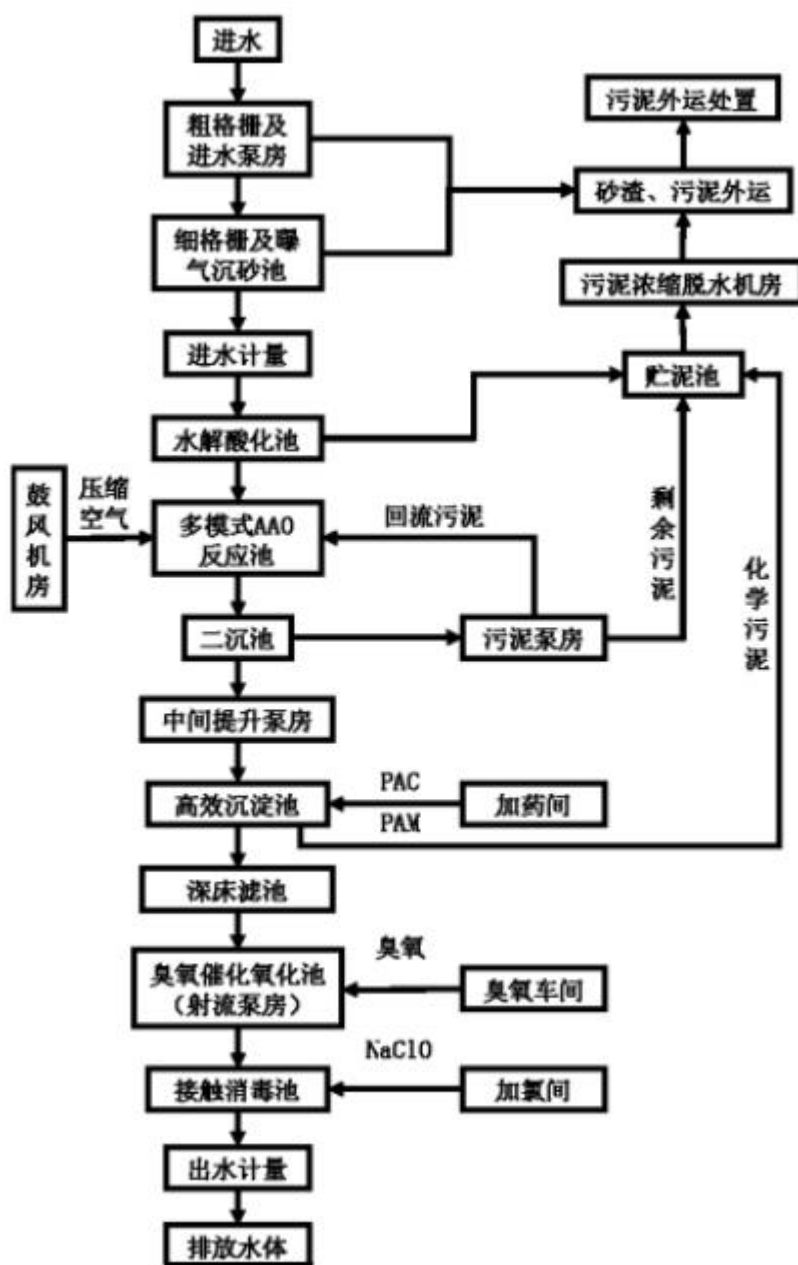 进水
污泥外运处置
粗格栅及
进水泵房
砂渣、污泥外运
细格栅及曝
气沉砂池
污泥浓缩脱水机房
进水计量
贮泥池
水解酸化池
鼓风机房
压缩
空气
多模式AAO
反应池
回流污泥
剩余污泥
化学污泥
二沉池
污泥泵房
中间提升泵房
高效沉淀池
PAC
PAM
加药间
深床滤池
臭氧催化氧化池
（射流泵房）
臭氧
臭氧车间
NaClO
接触消毒池
加氯间
出水计量
排放水体